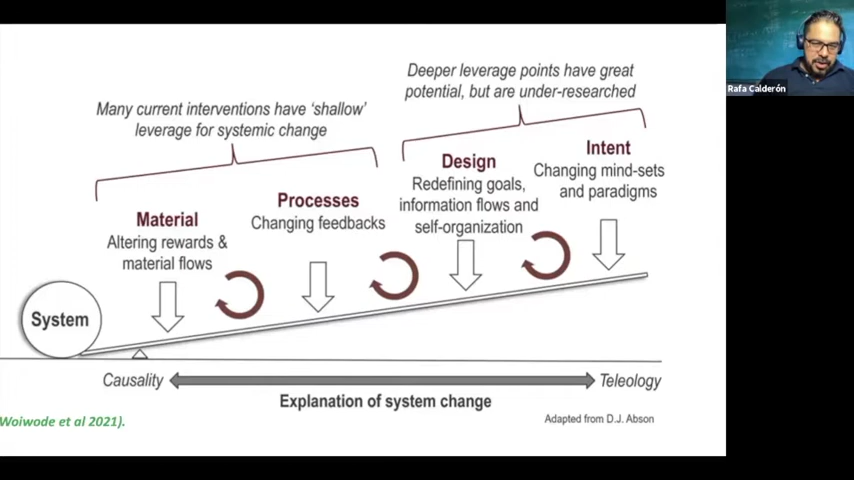 Rafa Calderón
Deeper leverage points have great
potential, but are under-researched
Many current interventions have ‘shallow’
leverage for systemic change
Material
Altering rewards &
material flows
Processes
Changing feedbacks
Design
Redefining goals,
information flows and
self-organization
Intent
Changing mind-sets
and paradigms
System
Causality
Teleology
Explanation of system change
Woiwode et al 2021).
Adapted from D.J. Abson